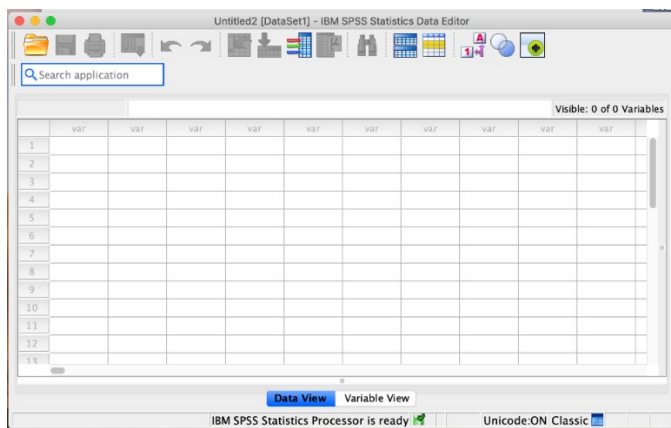 Untitled2 [DataSet1] - IBM SPSS Statistics Data Editor
A
1
Search application
Visible: 0 of 0 Variables
var var var var var var var var var
1
2
3
4
5
6
7
8
9
10
11
12
13
Data View Variable View
IBM SPSS Statistics Processor is ready Unicode:ON Classic